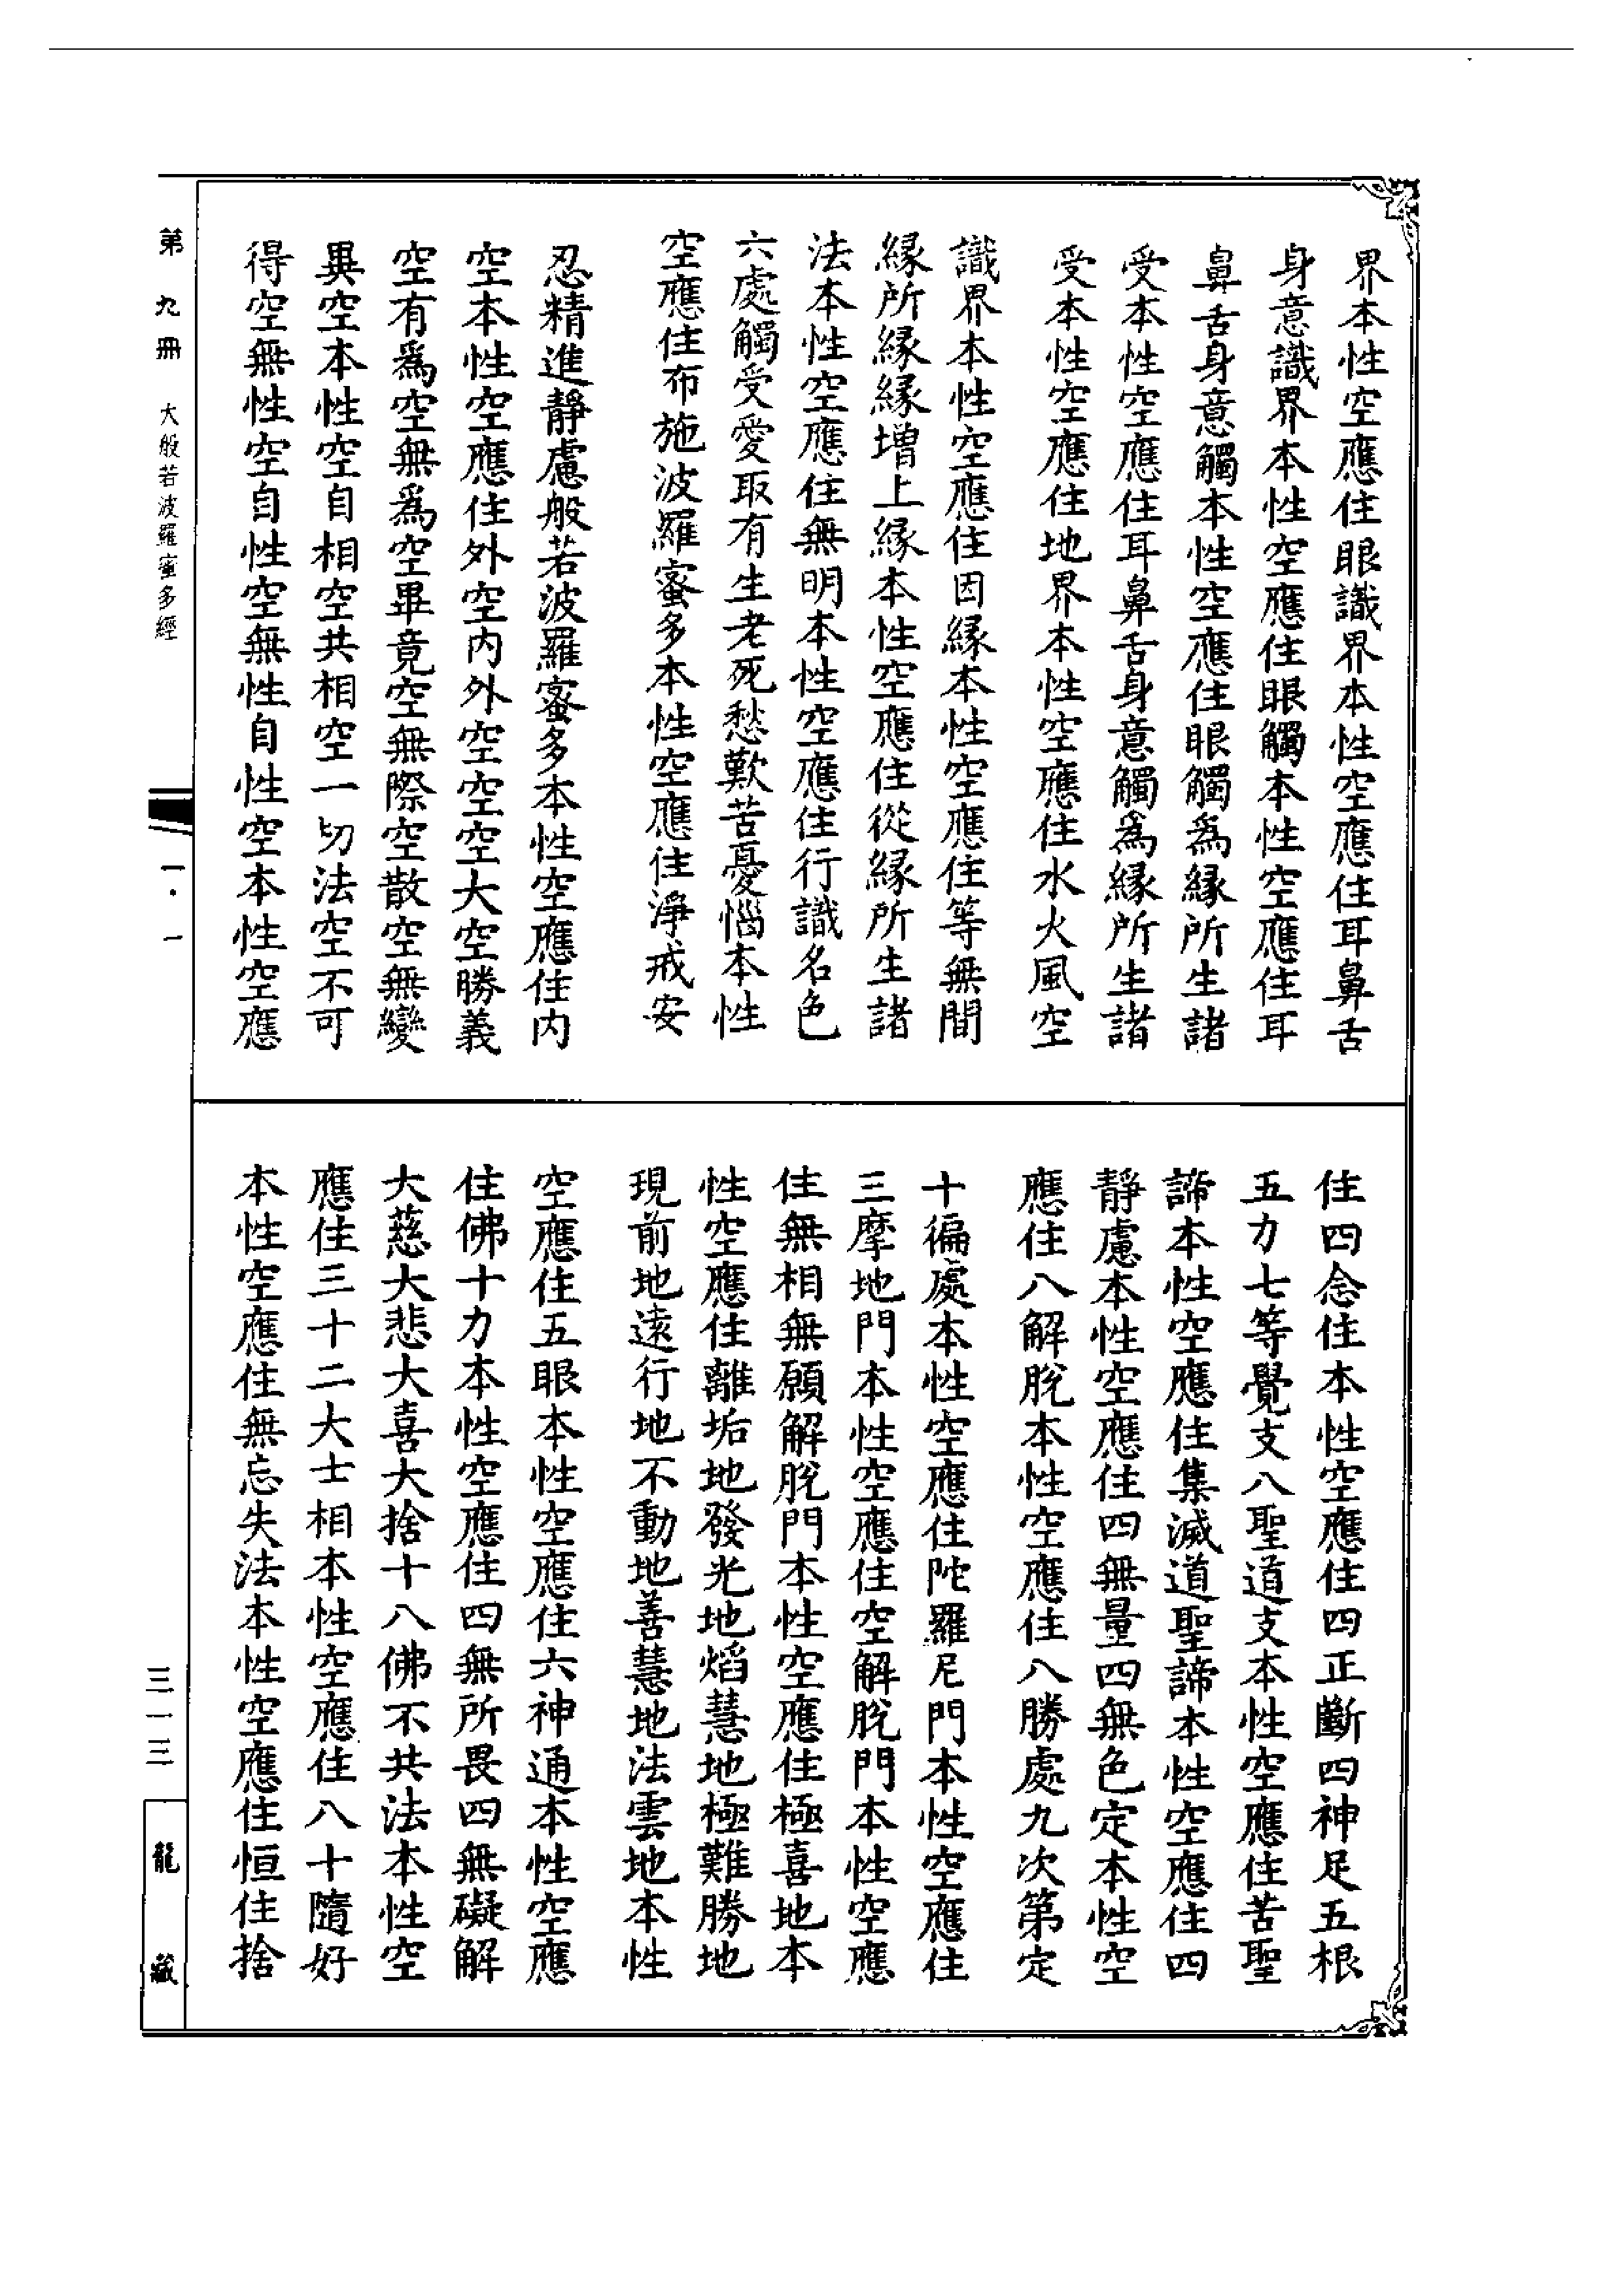 界本性空應住眼識界本性空應住耳鼻舌
身意識界本性空應住眼觸本性空應住耳
鼻舌身意觸本性空應住眼觸為緣所生諸
受本性空應住耳鼻舌身意觸為緣所生諸
受本性空應住地界本性空應住水火風空
識界本性空應住因緣本性空應住等無間
緣所緣緣增上緣本性空應住從緣所生諸
法本性空應住無明本性空應住行識名色
六處觸受愛取有生老死愁歎苦憂惱本性
空應住布施波羅蜜多本性空應住淨戒安
忍精進靜慮般若波羅蜜多本性空應住內
空本性空應住外空內外空空空大空勝義
空有為空無為空畢竟空無際空散空無變
異空本性空自相空共相空一切法空不可
得空無性空自性空無性自性空本性空應
住四念住本性空應住四正斷四神足五根
五力七等覺支八聖道支本性空應住苦聖
諦本性空應住集滅道聖諦本性空應住四
靜慮本性空應住四無量四無色定本性空
應住八解脫本性空應住八勝處九次第定
十徧處本性空應住陀羅尼門本性空應住
三摩地門本性空應住空解脫門本性空應
住無相無願解脫門本性空應住極喜地本
性空應住離垢地發光地焰慧地極難勝地
現前地遠行地不動地善慧地法雲地本性
空應住五眼本性空應住六神通本性空應
住佛十力本性空應住四無所畏四無礙解
大慈大悲大喜大捨十八佛不共法本性空
應住三十二大士相本性空應住八十隨好
本性空應住無忘失法本性空應住恒住捨
第九冊 大般若波羅蜜多經
一·一
三一三
龍藏